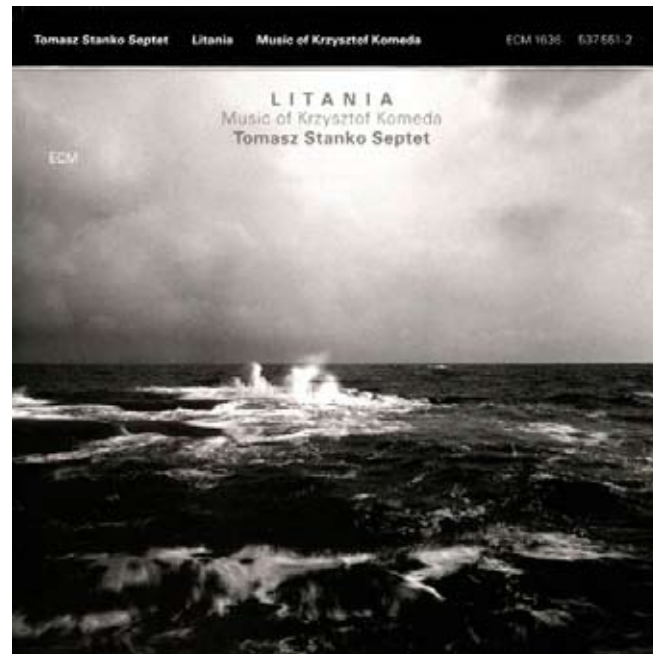 Tomasz Stanko Septet Litania Music of Krzysztof Komeda ECM 1636 537 551-2
LITANIA
Music of Krzysztof Komeda
Tomasz Stanko Septet
ECM